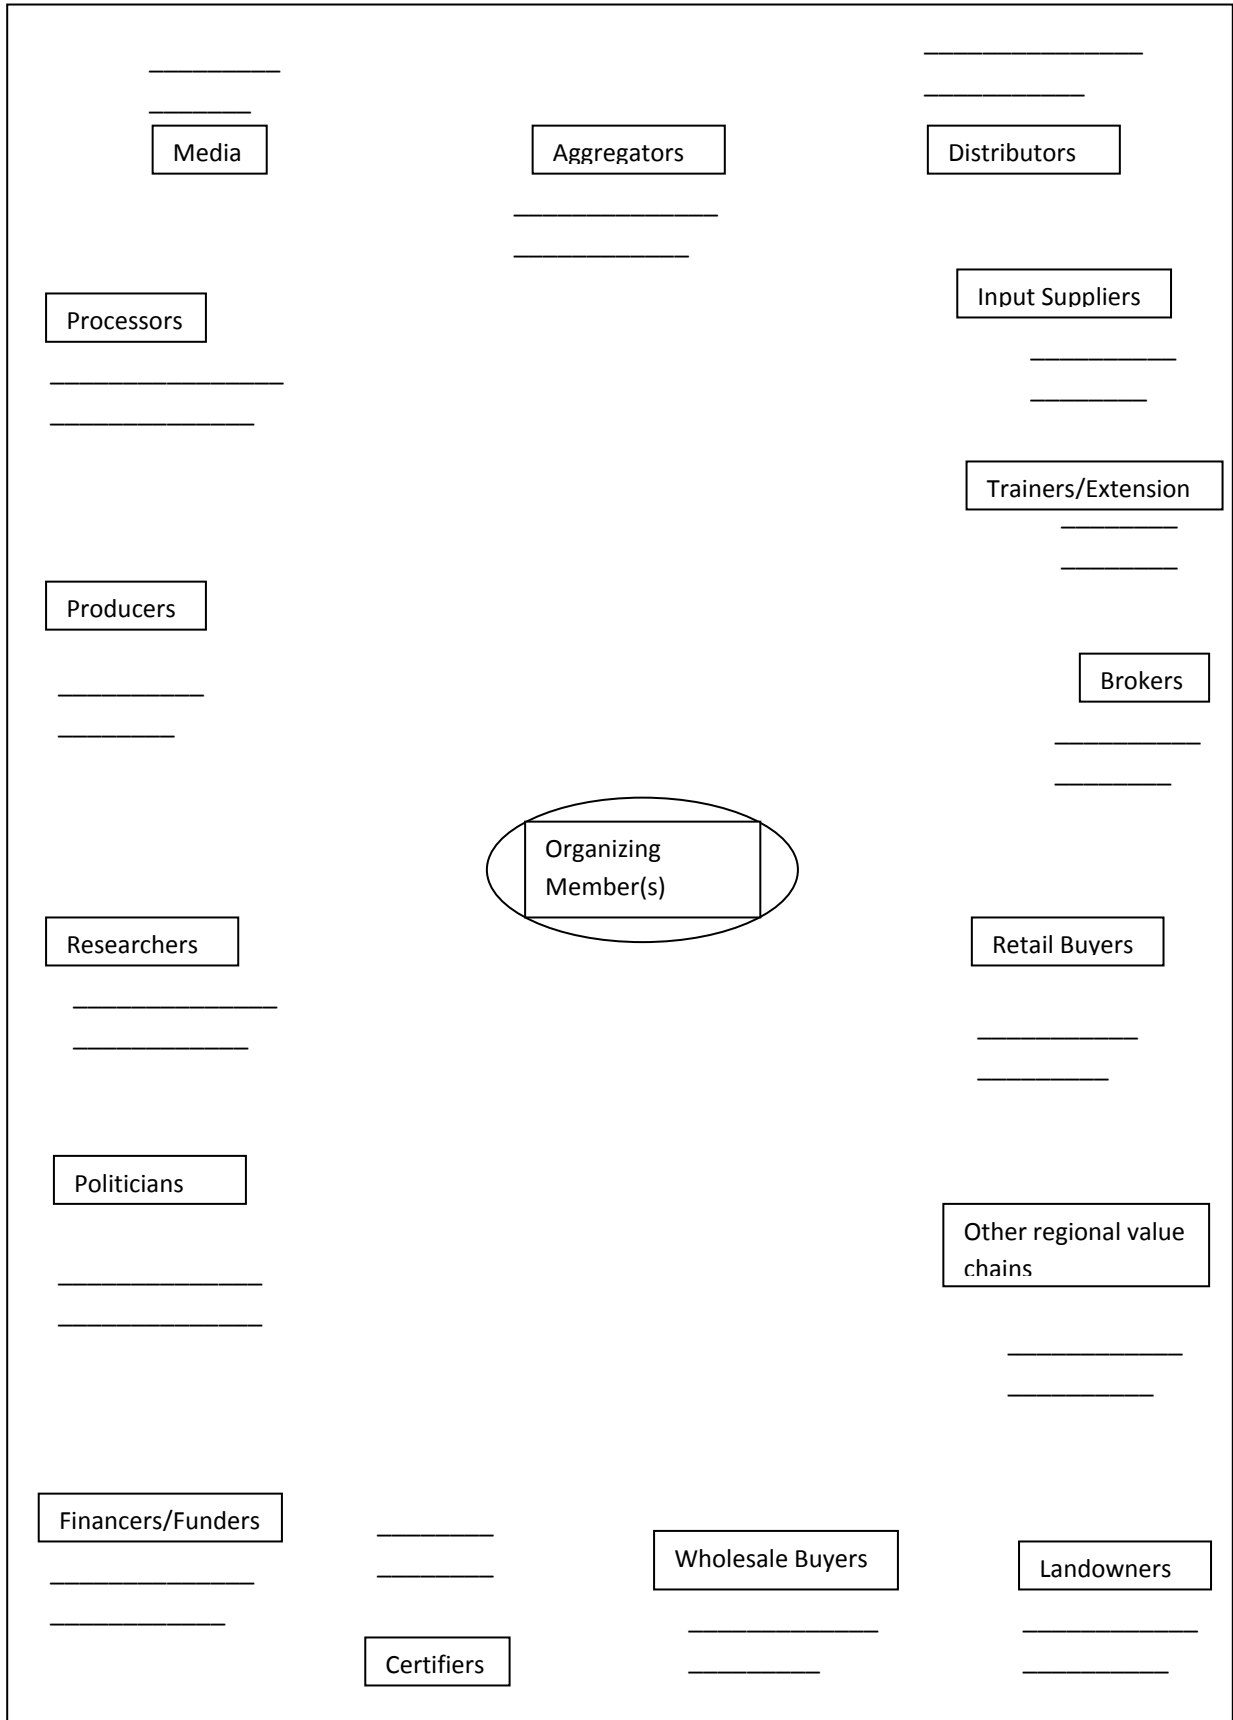 Media
Aggregators
Distributors
Input Suppliers
Processors
Trainers/Extension
Producers
Brokers
Organizing
Member(s)
Researchers
Retail Buyers
Politicians
Other regional value
chains
Financers/Funders
Wholesale Buyers
Landowners
Certifiers